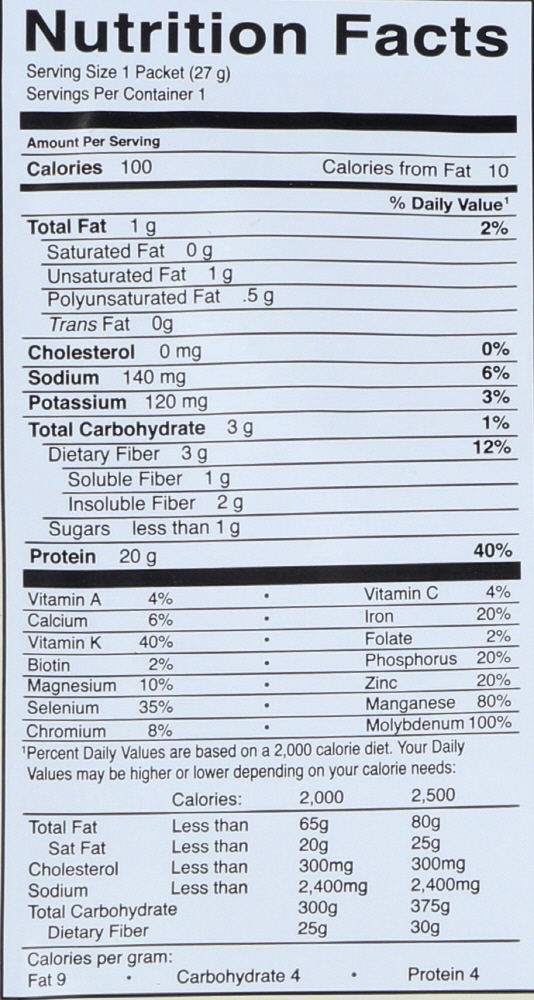 Nutrition Facts
Serving Size 1 Packet (27 g)
Servings Per Container 1
Amount Per Serving
Calories 100 Calories from Fat 10
% Daily Value¹
Total Fat 1 g 2%
Saturated Fat 0 g
Unsaturated Fat 1 g
Polyunsaturated Fat .5 g
Trans Fat 0g
Cholesterol 0 mg 0%
Sodium 140 mg 6%
Potassium 120 mg 3%
Total Carbohydrate 3 g 1%
Dietary Fiber 3 g 12%
Soluble Fiber 1 g
Insoluble Fiber 2 g
Sugars less than 1 g
Protein 20 g 40%
Vitamin A 4% • Vitamin C 4%
Calcium 6% • Iron 20%
Vitamin K 40% • Folate 2%
Biotin 2% • Phosphorus 20%
Magnesium 10% • Zinc 20%
Selenium 35% • Manganese 80%
Chromium 8% • Molybdenum 100%
¹Percent Daily Values are based on a 2,000 calorie diet. Your Daily
Values may be higher or lower depending on your calorie needs:
Calories: 2,000 2,500
Total Fat Less than 65g 80g
Sat Fat Less than 20g 25g
Cholesterol Less than 300mg 300mg
Sodium Less than 2,400mg 2,400mg
Total Carbohydrate 300g 375g
Dietary Fiber 25g 30g
Calories per gram:
Fat 9 • Carbohydrate 4 • Protein 4